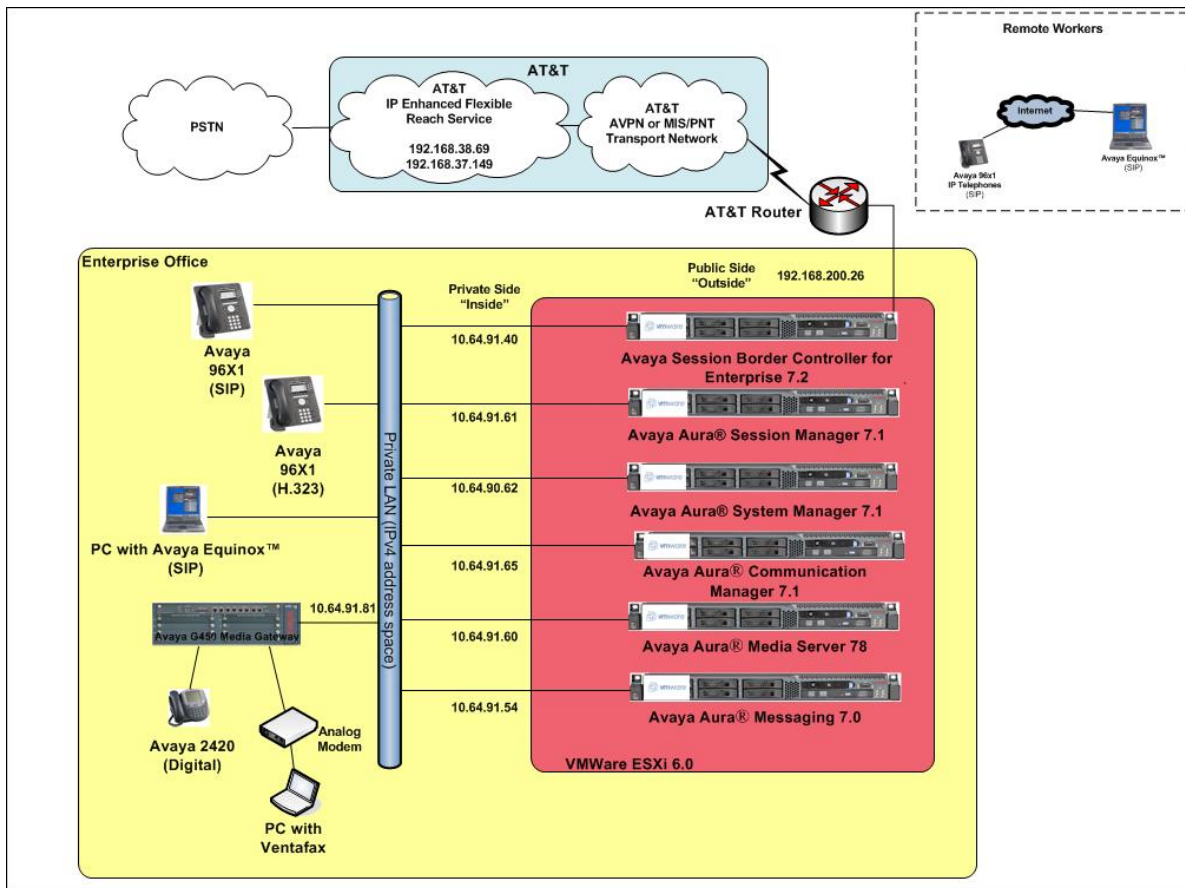 Remote Workers
Internet
Avaya 96x1
IP Telephones
(SIP)
Avaya Equinox™
(SIP)
AT&T
PSTN
AT&T
IP Enhanced Flexible
Reach Service
192.168.38.69
192.168.37.149
AT&T
AVPN or MIS/PNT
Transport Network
AT&T Router
Enterprise Office
Private Side
“Inside”
Public Side
“Outside”
192.168.200.26
Avaya
96X1
(SIP)
10.64.91.40
vmware
Avaya Session Border Controller for
Enterprise 7.2
Avaya
96X1
(H.323)
10.64.91.61
vmware
Avaya Aura® Session Manager 7.1
Private LAN (IPv4 address space)
10.64.90.62
vmware
Avaya Aura® System Manager 7.1
PC with Avaya Equinox™
(SIP)
10.64.91.65
vmware
Avaya Aura® Communication
Manager 7.1
10.64.91.81
Avaya G450 Media Gateway
10.64.91.60
vmware
Avaya Aura® Media Server 78
10.64.91.54
vmware
Avaya Aura® Messaging 7.0
Avaya 2420
(Digital)
Analog
Modem
PC with
Ventafax
VMWare ESXi 6.0